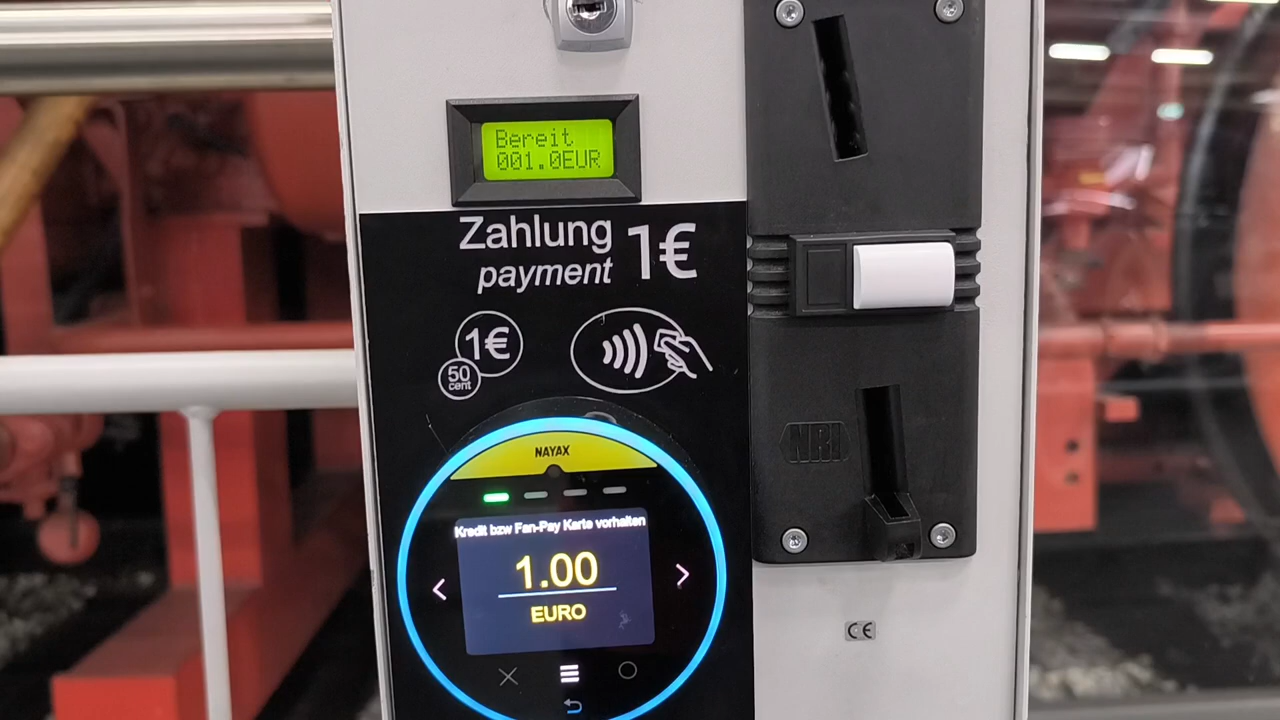 Bereit
001.0EUR
Zahlung
payment
1€
1€
50
cent
NAYAX
Kredit bzw Fan-Pay Karte vorhalten
1.00
EURO
NRI
CE